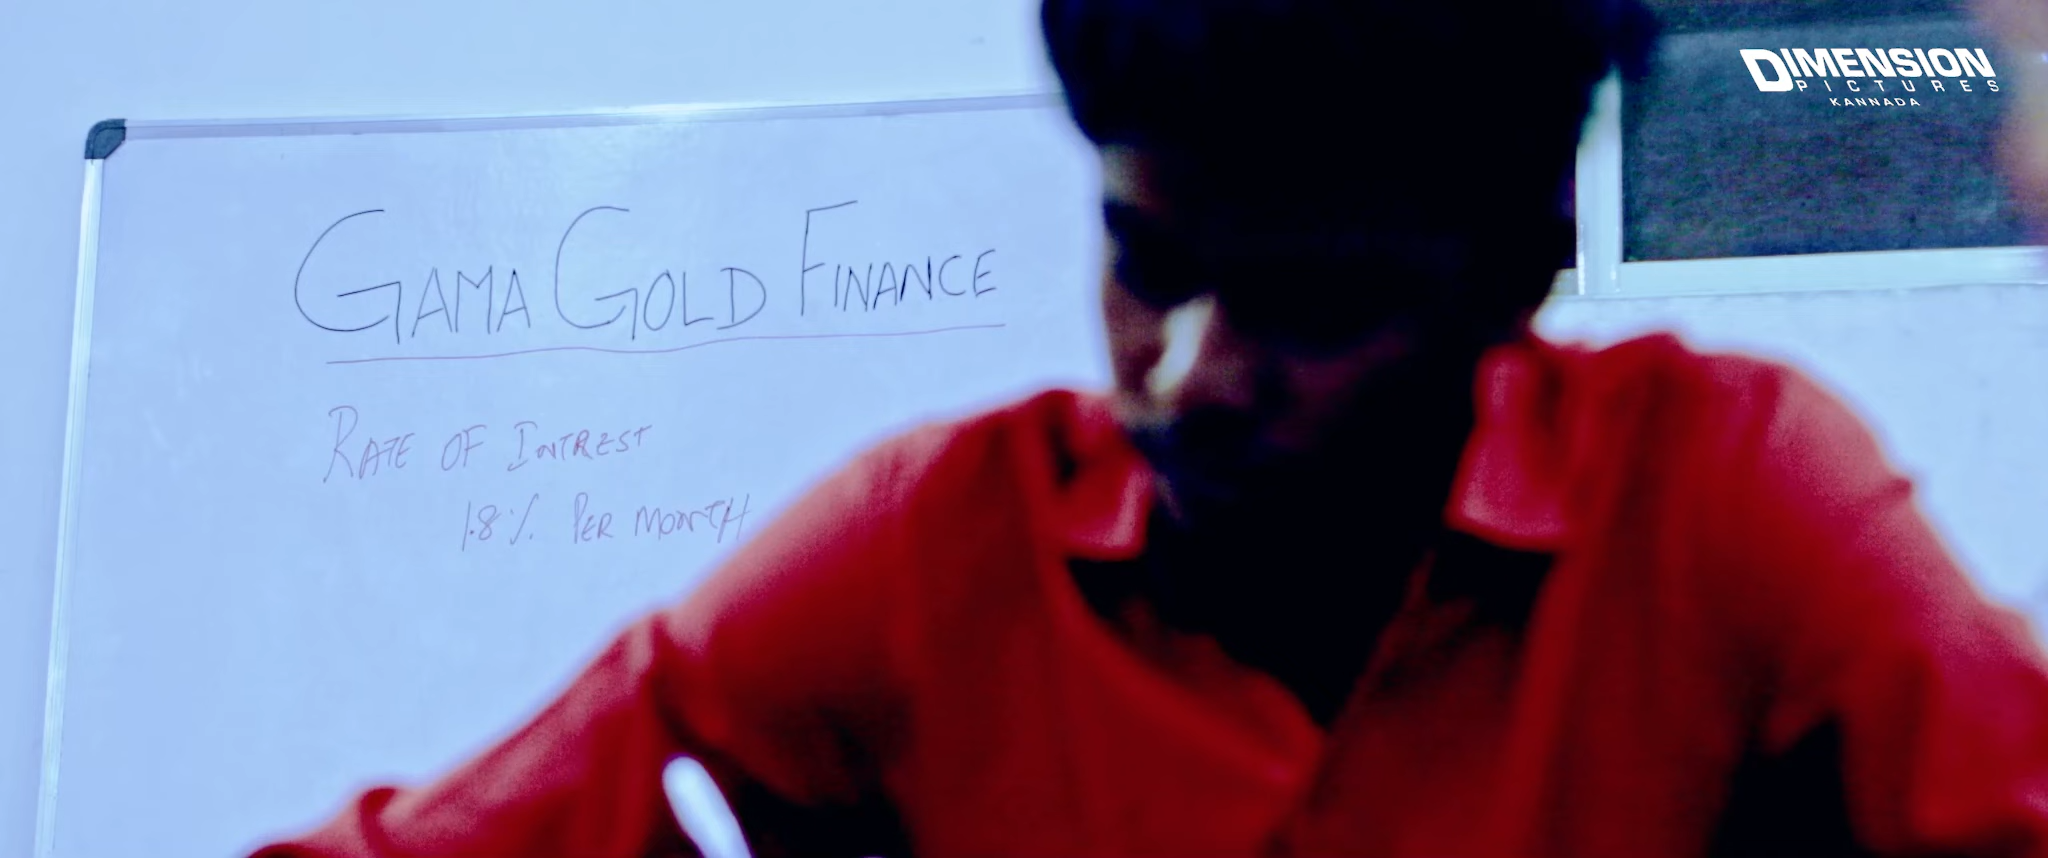 DIMENSION
PICTURES
KANNADA
GAMA GOLD FINANCE
RATE OF INTREST
1.8% PER MONTH